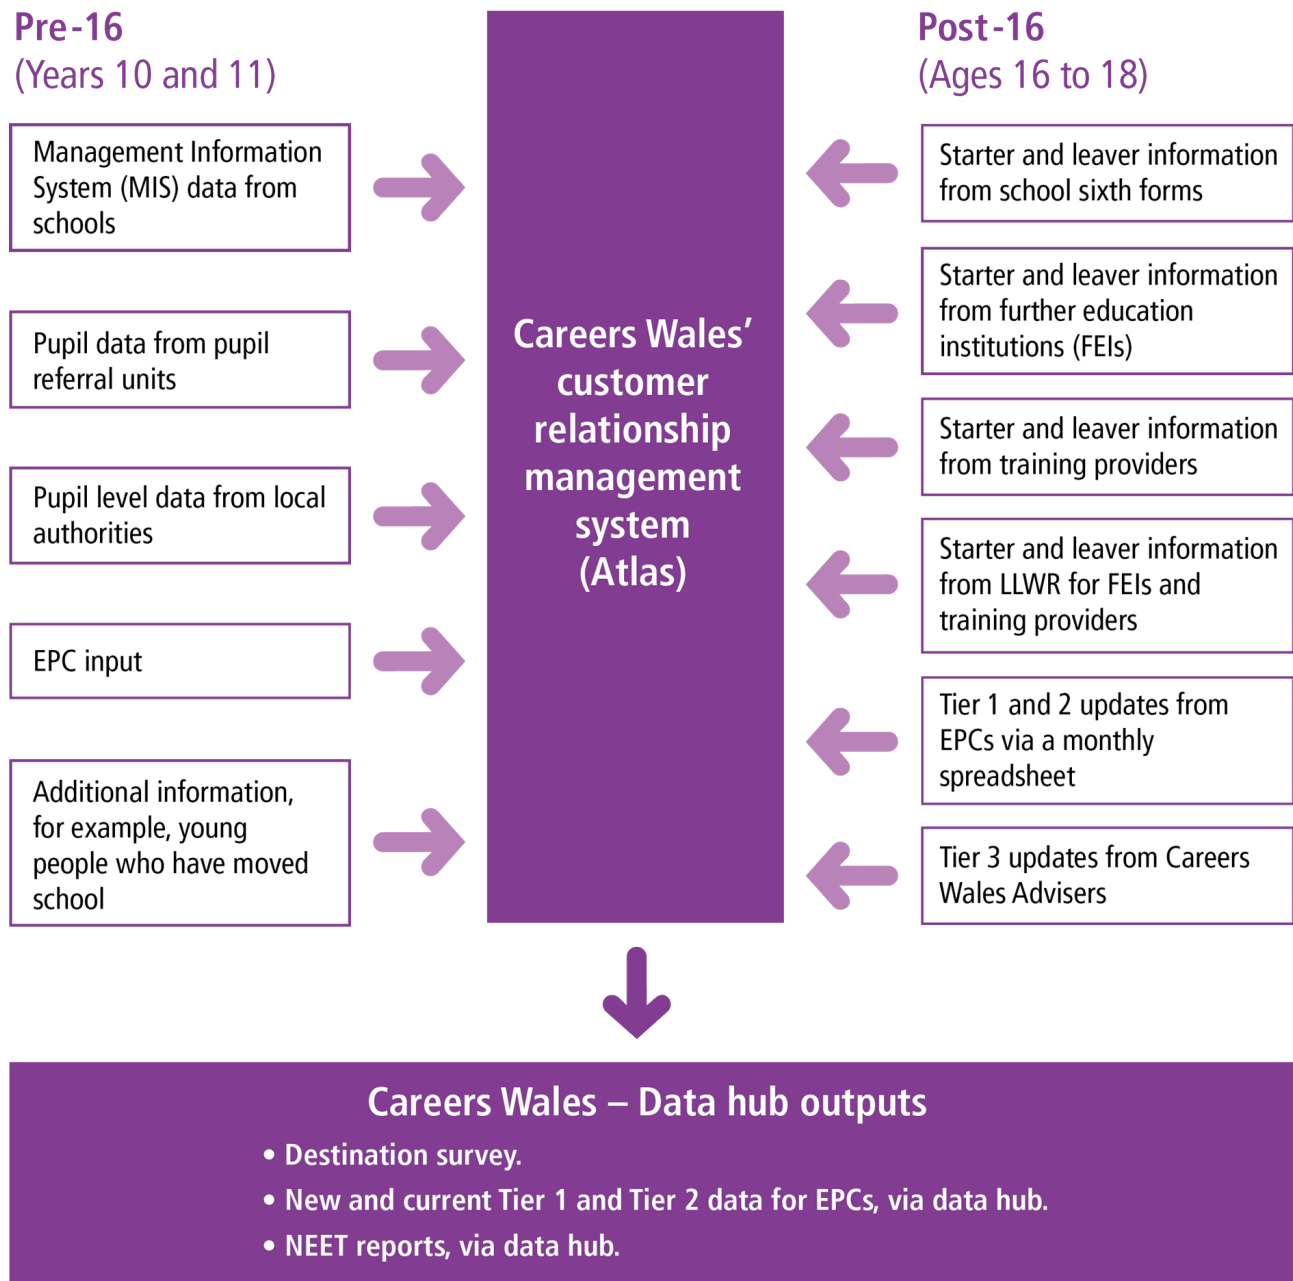 Pre-16
(Years 10 and 11)
Management Information
System (MIS) data from
schools
Pupil data from pupil
referral units
Pupil level data from local
authorities
EPC input
Additional information,
for example, young
people who have moved
school
Careers Wales’
customer
relationship
management
system
(Atlas)
Post-16
(Ages 16 to 18)
Starter and leaver information
from school sixth forms
Starter and leaver information
from further education
institutions (FEIs)
Starter and leaver information
from training providers
Starter and leaver information
from LLWR for FEIs and
training providers
Tier 1 and 2 updates from
EPCs via a monthly
spreadsheet
Tier 3 updates from Careers
Wales Advisers
Careers Wales – Data hub outputs
• Destination survey.
• New and current Tier 1 and Tier 2 data for EPCs, via data hub.
• NEET reports, via data hub.